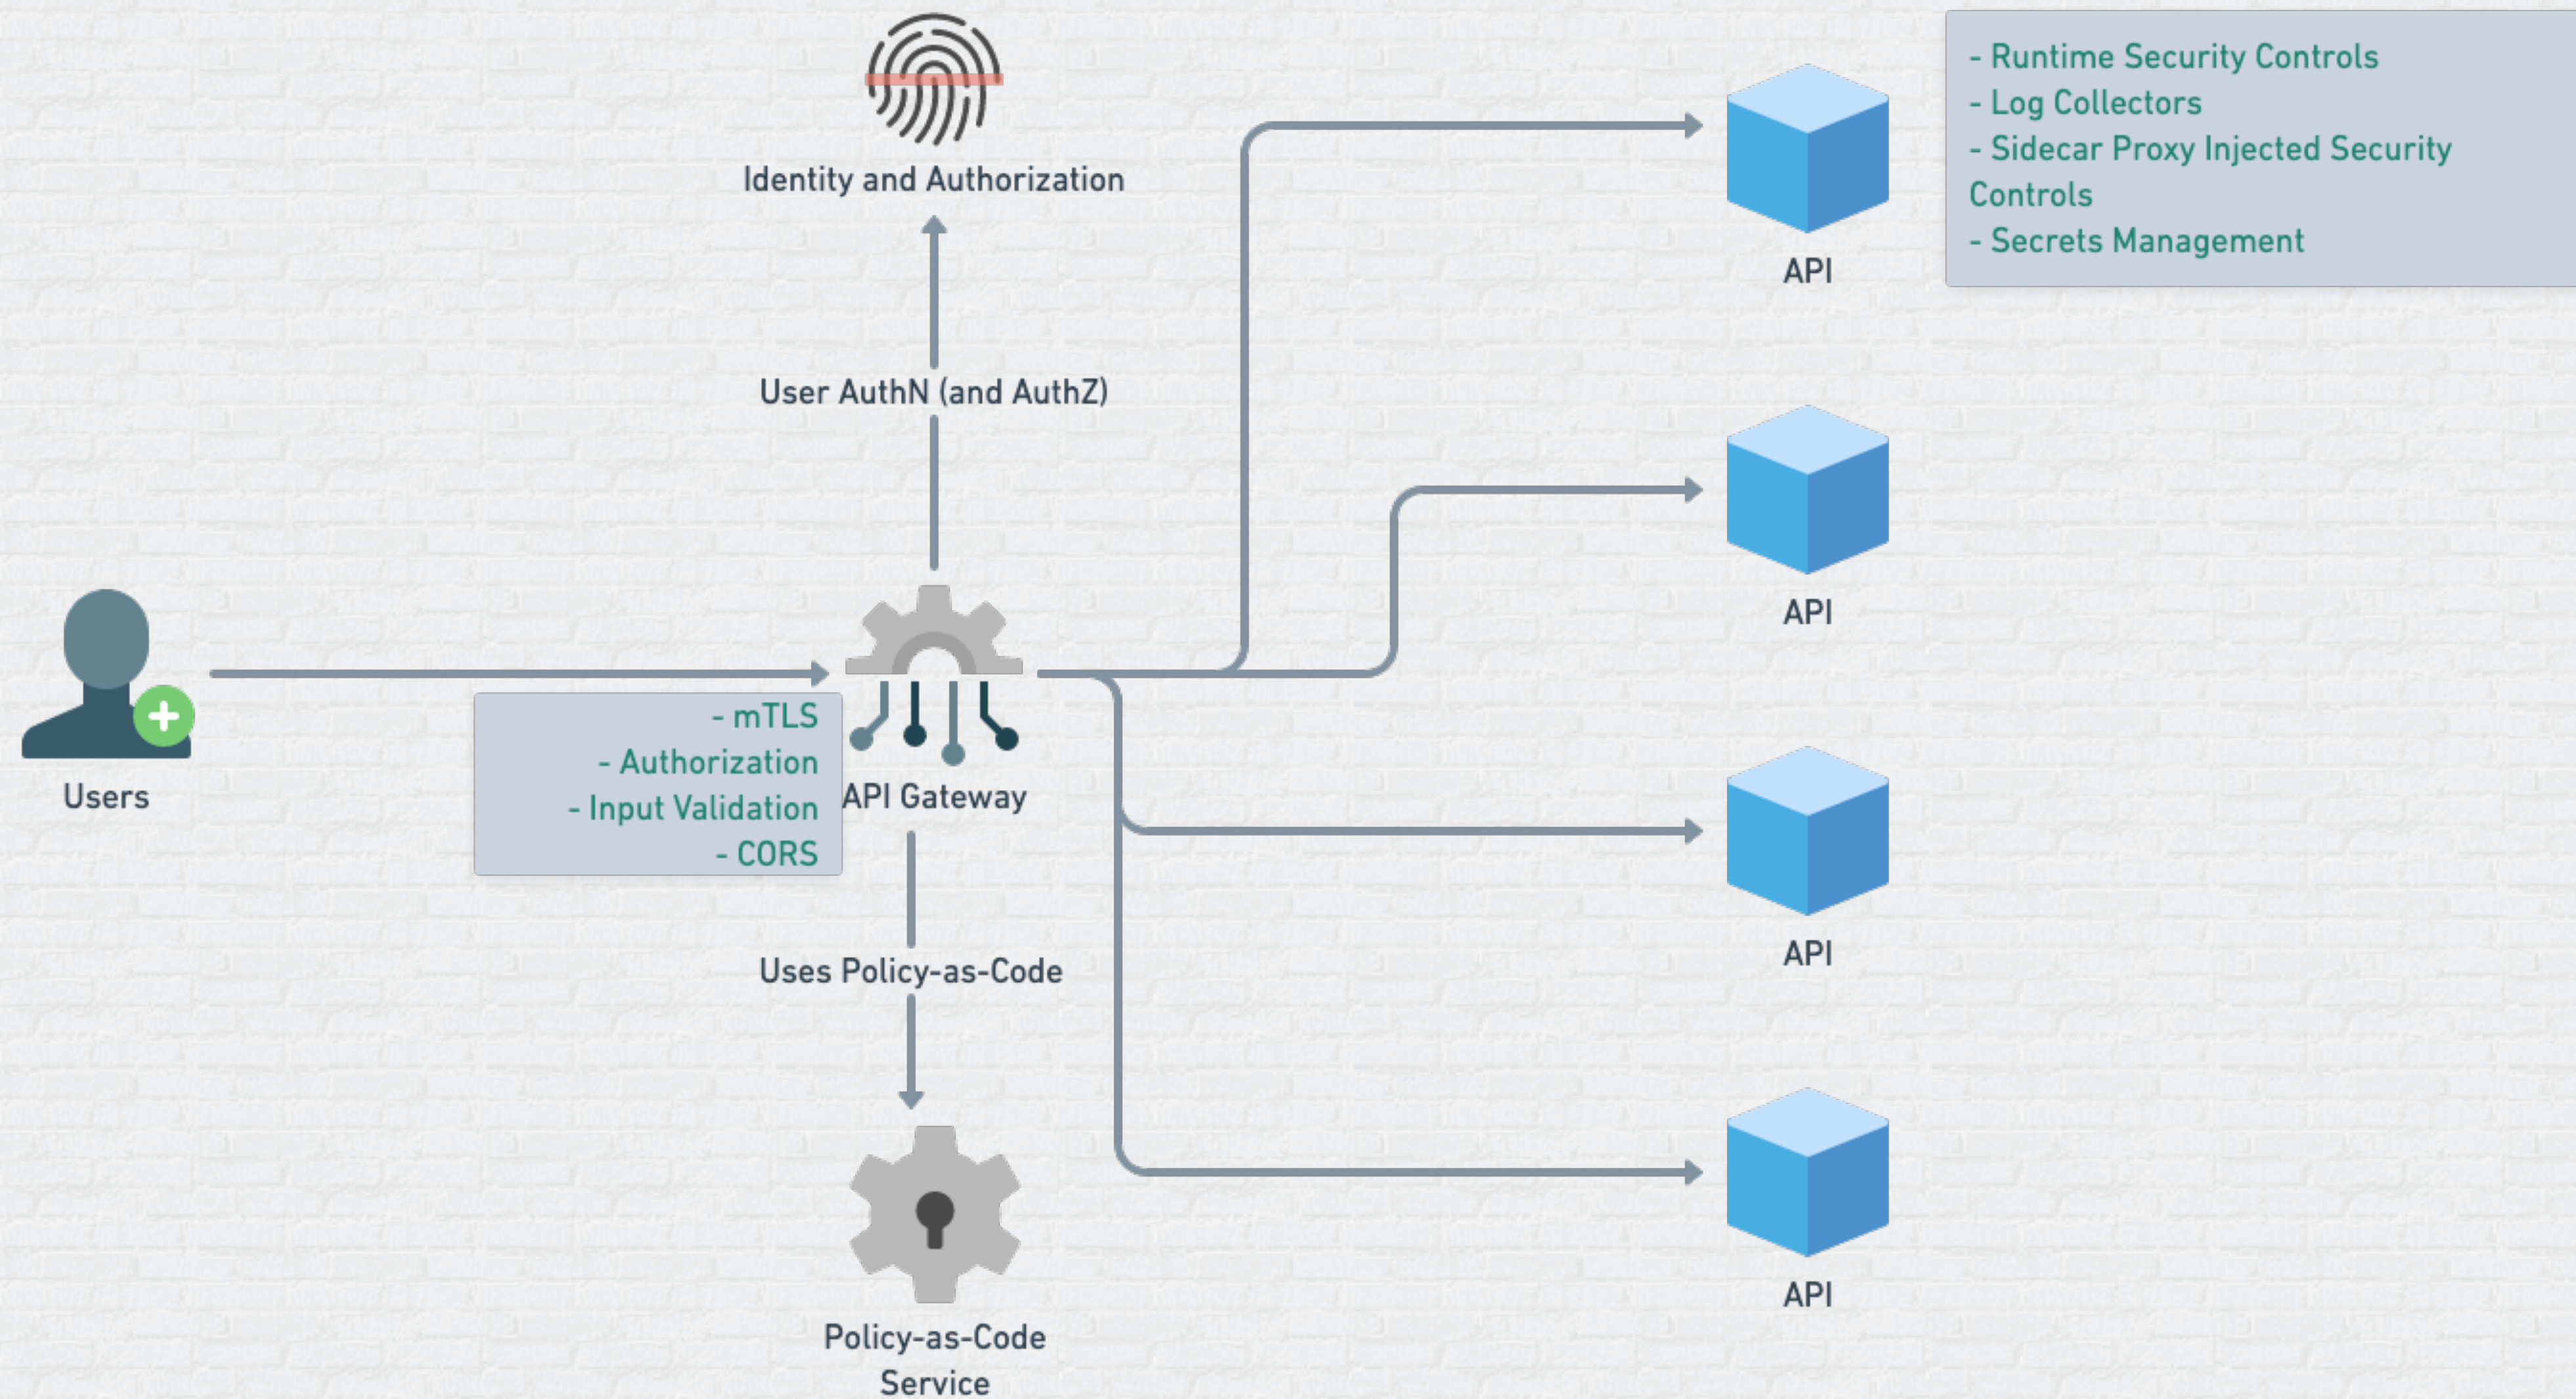 Identity and Authorization
- Runtime Security Controls
- Log Collectors
- Sidecar Proxy Injected Security
Controls
- Secrets Management
API
User AuthN (and AuthZ)
API
Users
- mTLS
- Authorization
- Input Validation
- CORS
API Gateway
API
Uses Policy-as-Code
API
Policy-as-Code
Service